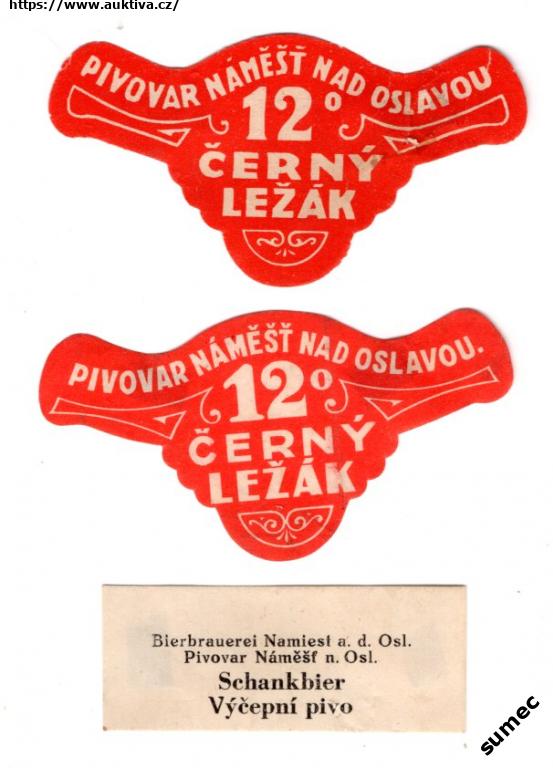 https://www.auktiva.cz/
PIVOVAR NÁMĚŠŤ NAD OSLAVOU
12°
ČERNÝ
LEŽÁK
PIVOVAR NÁMĚŠŤ NAD OSLAVOU.
12°
ČERNÝ
LEŽÁK
Bierbrauerei Namiest a. d. Osl.
Pivovar Náměšť n. Osl.
Schankbier
Výčepní pivo
sumec